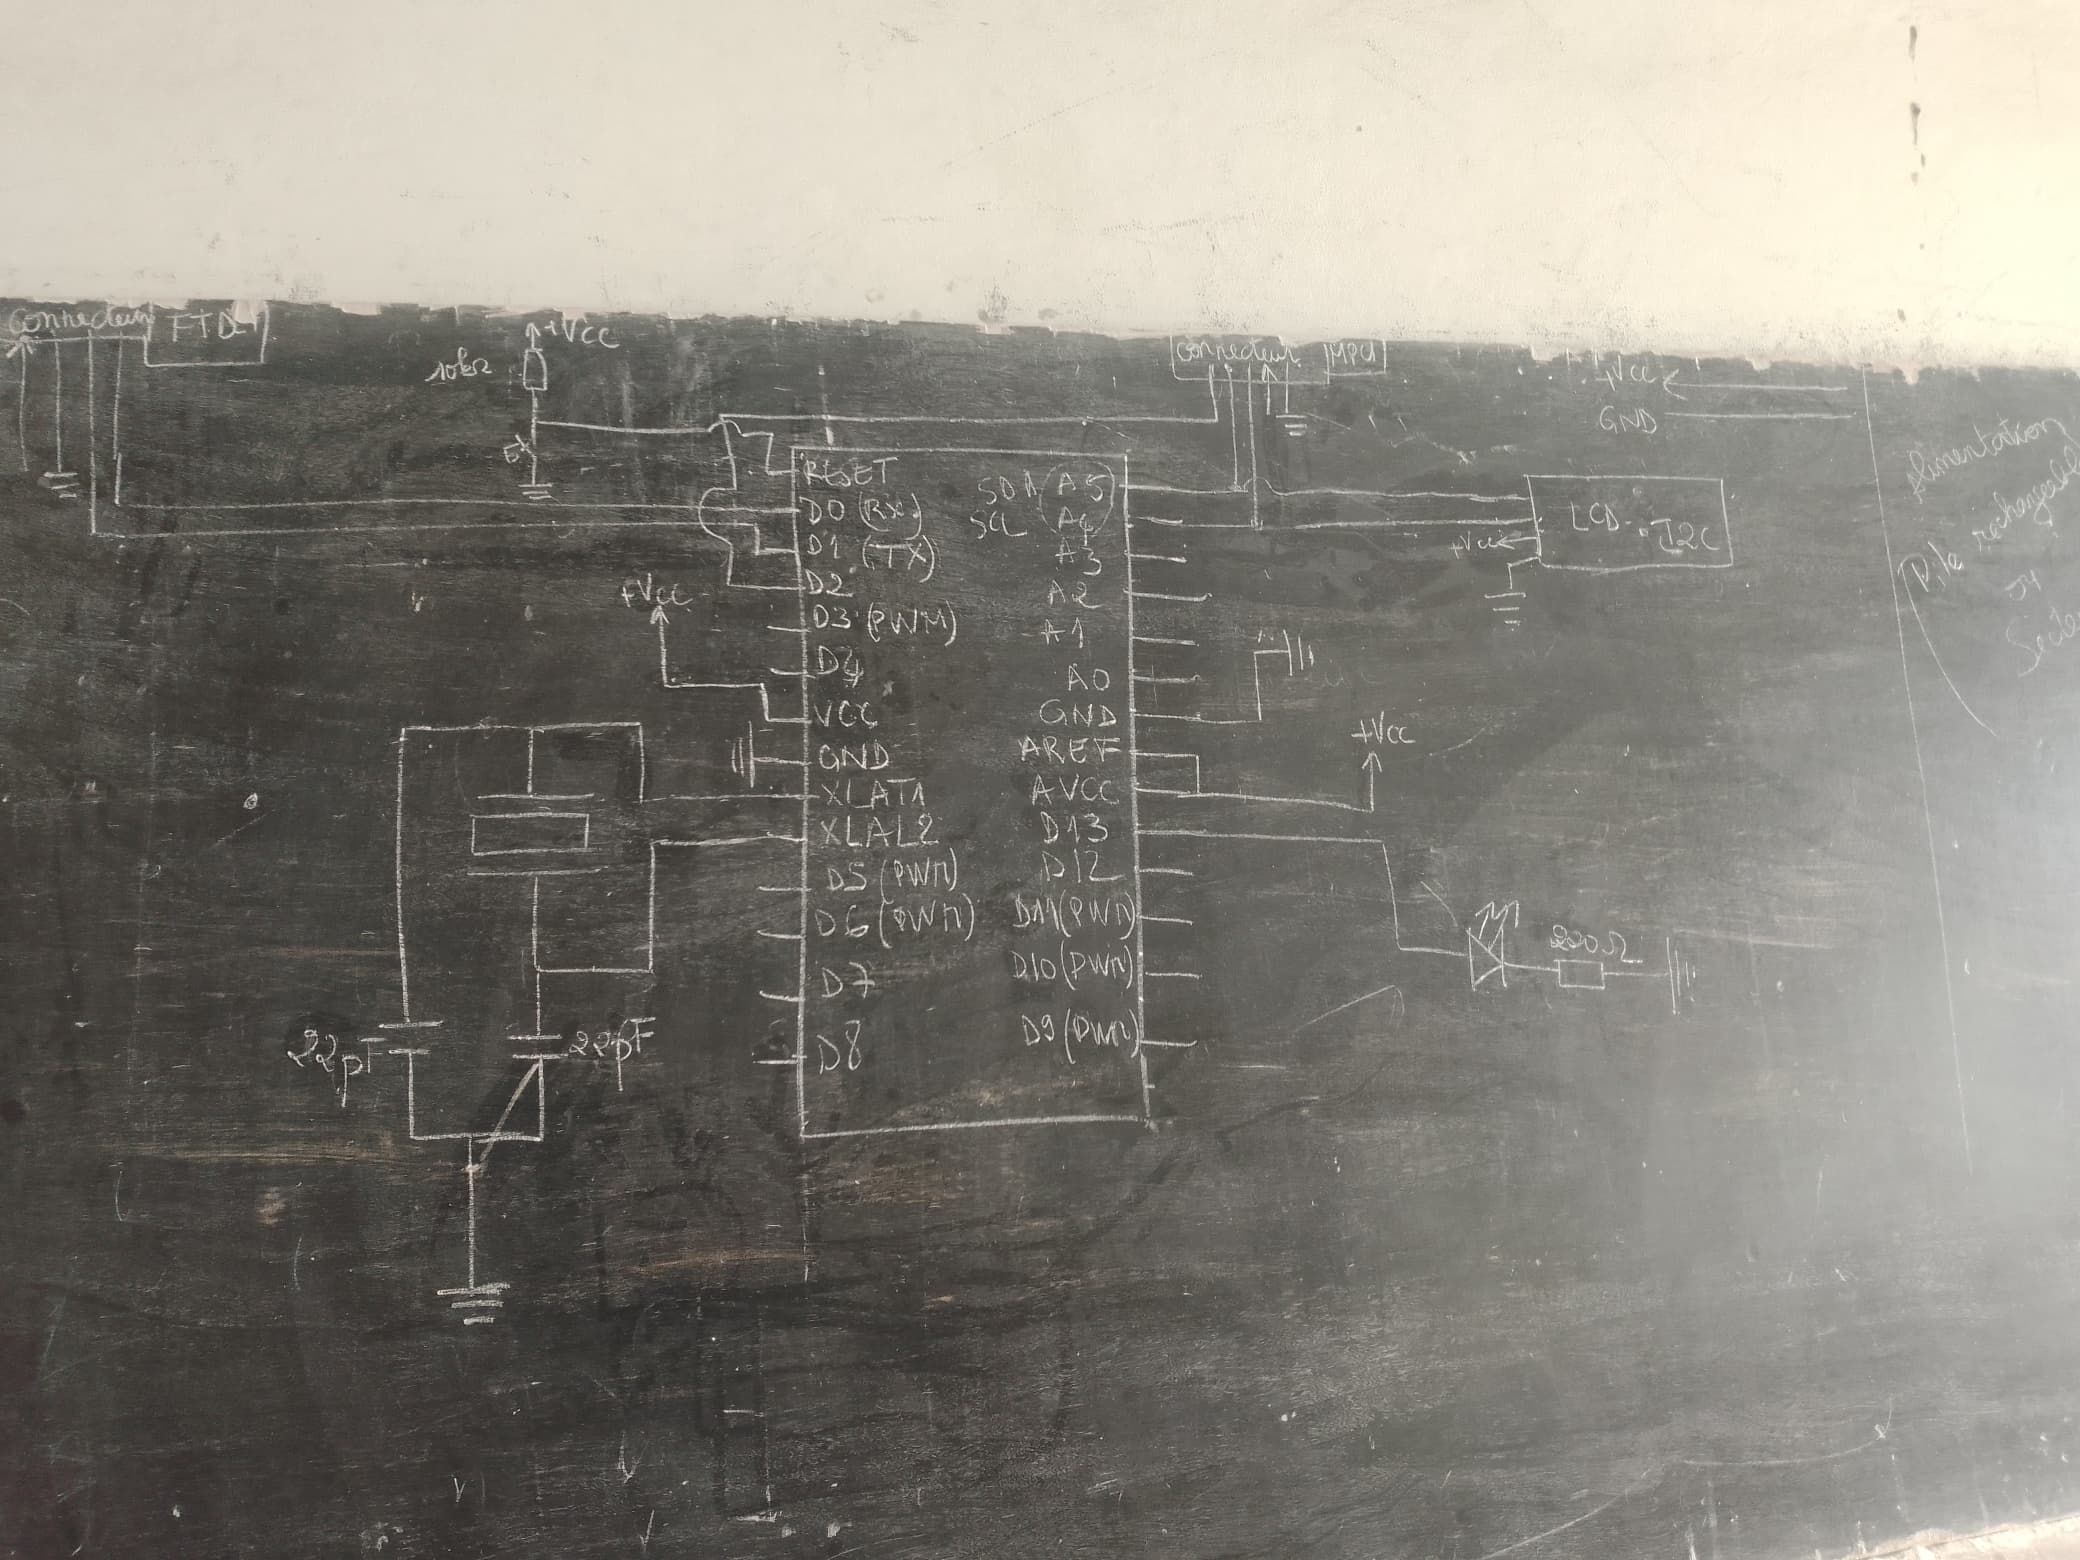 connecteur FTDI
+Vcc
10kΩ
connecteur MPU
+Vcc
GND
Alimentation
Pile rechargeable
ou
RESET
D0 (RX)
D1 (TX)
D2
D3 (PWM)
D4
VCC
GND
XLAT1
XLAL2
D5 (PWM)
D6 (PWM)
D7
D8
SDA A5
SCL A4
A3
A2
A1
A0
GND
AREF
AVCC
D13
D12
D11 (PWM)
D10 (PWM)
D9 (PWM)
LCD I2C
+Vcc
+Vcc
+Vcc
220Ω
22pF
22pF